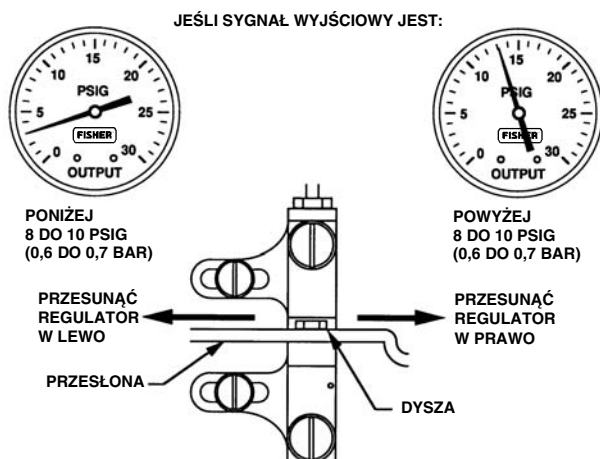 JEŚLI SYGNAŁ WYJŚCIOWY JEST:
0 5 10 15 20 25 30
PSIG
FISHER
OUTPUT
0 5 10 15 20 25 30
PSIG
FISHER
OUTPUT
PONIŻEJ
8 DO 10 PSIG
(0,6 DO 0,7 BAR)
POWYŻEJ
8 DO 10 PSIG
(0,6 DO 0,7 BAR)
PRZESUNĄĆ
REGULATOR
W LEWO
PRZESUNĄĆ
REGULATOR
W PRAWO
PRZESŁONA
DYSZA